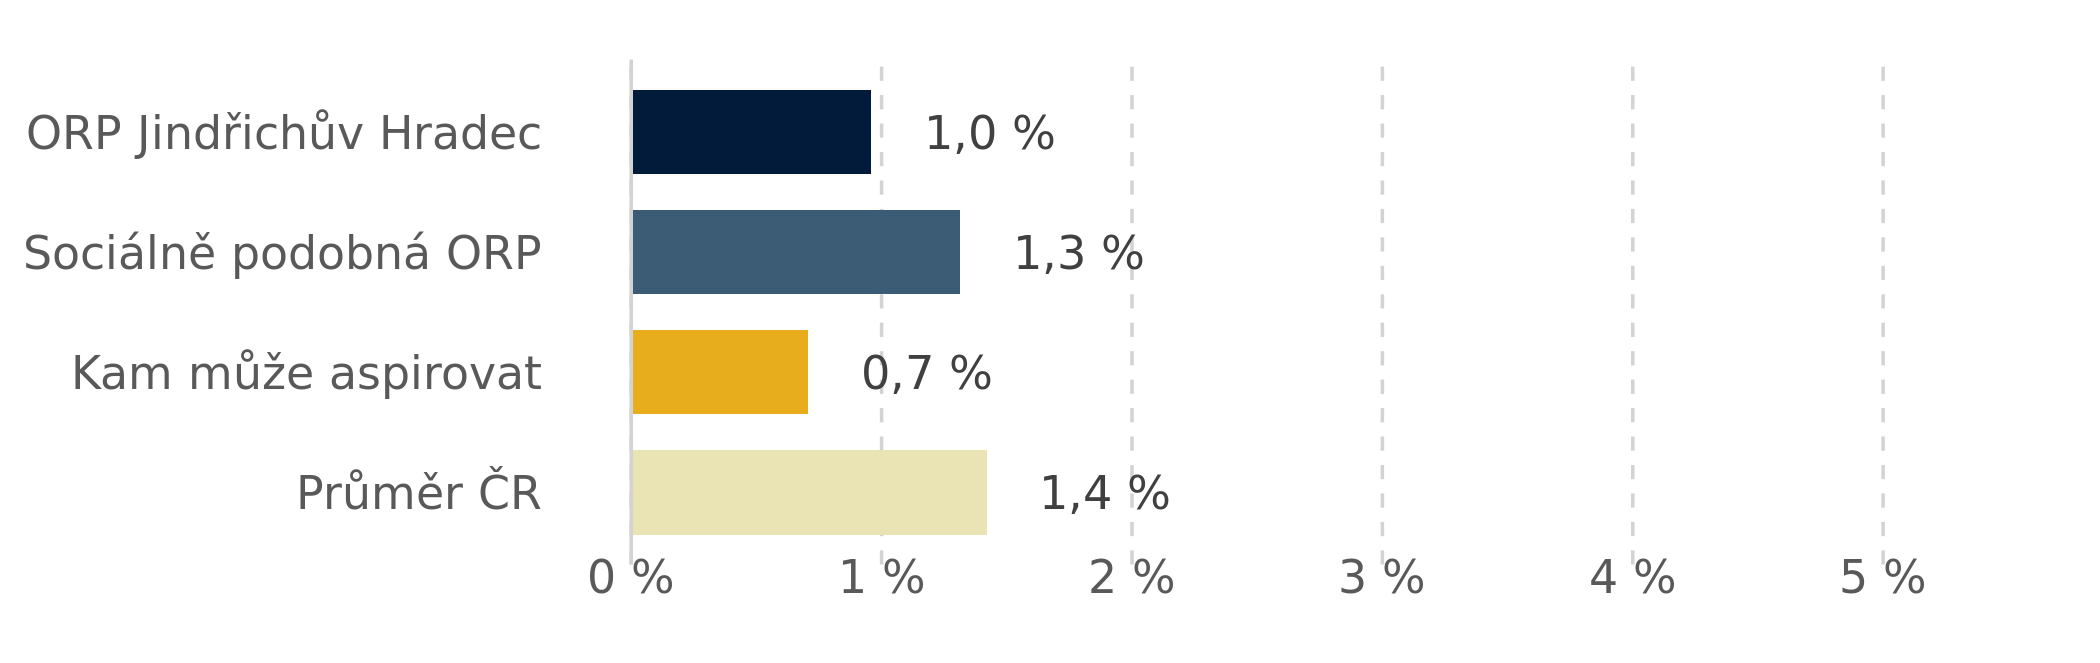 ORP Jindřichův Hradec 1,0 %
Sociálně podobná ORP 1,3 %
Kam může aspirovat 0,7 %
Průměr ČR 1,4 %
0 % 1 % 2 % 3 % 4 % 5 %